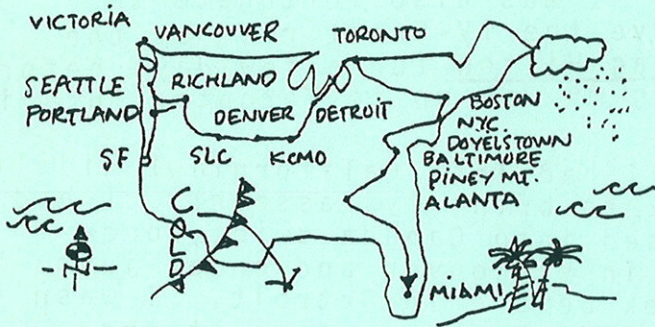 VICTORIA
VANCOUVER
TORONTO
SEATTLE
RICHLAND
PORTLAND
DENVER
DETROIT
SF
SLC
KCMO
BOSTON
NYC.
DOYELSTOWN
BALTIMORE
PINEY MT.
ALANTA
COLD
MIAMI